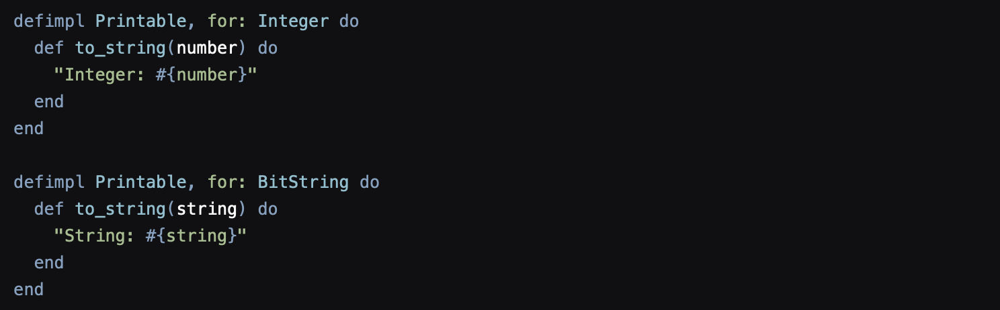 defimpl Printable, for: Integer do
  def to_string(number) do
    "Integer: #{number}"
  end
end

defimpl Printable, for: BitString do
  def to_string(string) do
    "String: #{string}"
  end
end